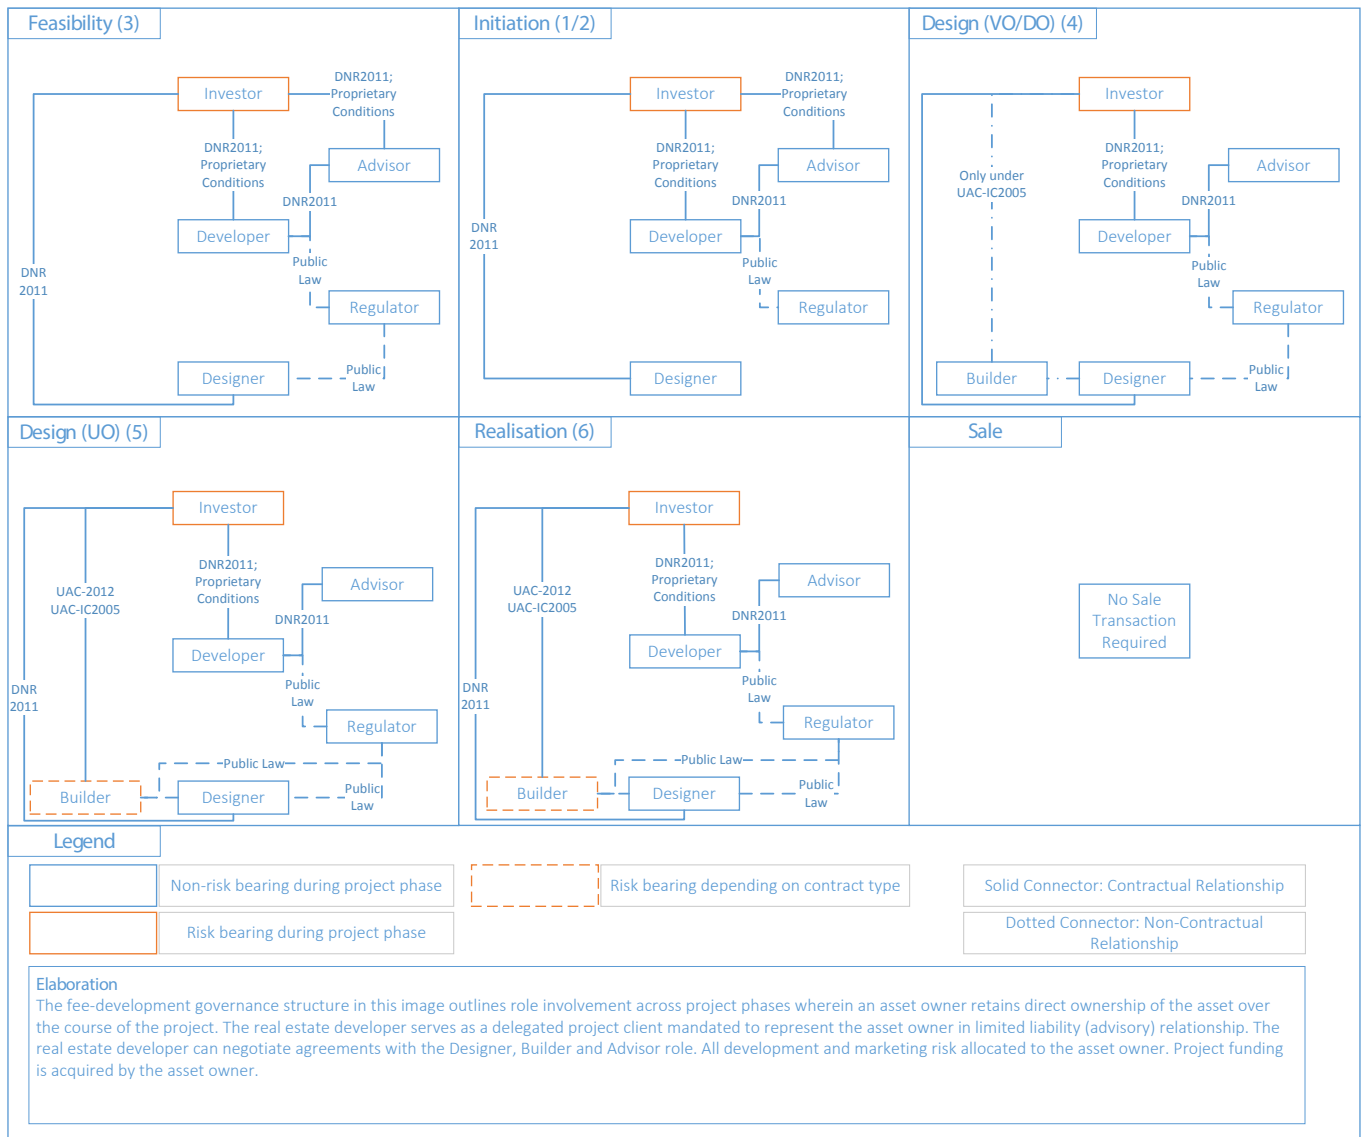 Feasibility (3)
Investor
DNR2011;
Proprietary
Conditions
DNR2011;
Proprietary
Conditions
Advisor
DNR2011
Developer
Public
Law
DNR
2011
Regulator
Designer
Public
Law
Initiation (1/2)
Investor
DNR2011;
Proprietary
Conditions
DNR2011;
Proprietary
Conditions
Advisor
DNR2011
DNR
2011
Developer
Public
Law
Regulator
Designer
Design (VO/DO) (4)
Investor
DNR2011;
Proprietary
Conditions
Advisor
Only under
UAC-IC2005
DNR2011
Developer
Public
Law
Regulator
Builder
Designer
Public
Law
Design (UO) (5)
Investor
DNR2011;
Proprietary
Conditions
UAC-2012
UAC-IC2005
Advisor
DNR2011
Developer
Public
Law
DNR
2011
Regulator
Public Law
Builder
Designer
Public
Law
Realisation (6)
Investor
DNR2011;
Proprietary
Conditions
UAC-2012
UAC-IC2005
Advisor
DNR2011
Developer
Public
Law
DNR
2011
Regulator
Public Law
Builder
Designer
Public
Law
Sale
No Sale
Transaction
Required
Legend
Non-risk bearing during project phase
Risk bearing depending on contract type
Solid Connector: Contractual Relationship
Risk bearing during project phase
Dotted Connector: Non-Contractual
Relationship
Elaboration
The fee-development governance structure in this image outlines role involvement across project phases wherein an asset owner retains direct ownership of the asset over
the course of the project. The real estate developer serves as a delegated project client mandated to represent the asset owner in limited liability (advisory) relationship. The
real estate developer can negotiate agreements with the Designer, Builder and Advisor role. All development and marketing risk allocated to the asset owner. Project funding
is acquired by the asset owner.